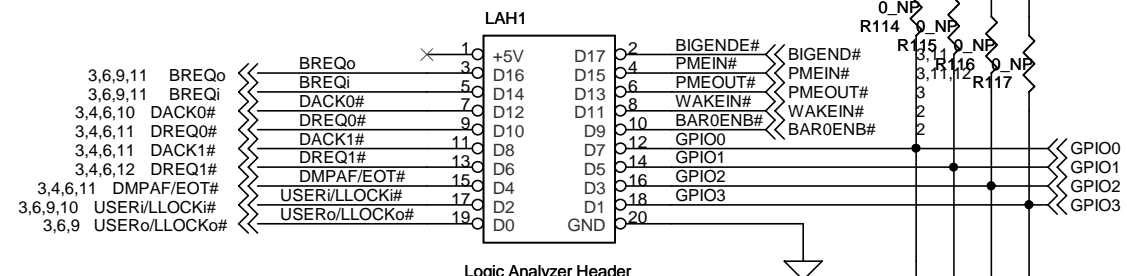 0_NP
R114 0_NP
R115 0_NP
R116 0_NP
R117
LAH1
1 +5V D17 2 BIGENDE# BIGEND# 3,11
BREQo 3 D16 D15 4 PMEIN# PMEIN# 3,11,12
3,6,9,11 BREQo
BREQi 5 D14 D13 6 PMEOUT# PMEOUT# 3
3,6,9,11 BREQi
DACK0# 7 D12 D11 8 WAKEIN# WAKEIN# 2
3,4,6,10 DACK0#
DREQ0# 9 D10 D9 10 BAR0ENB# BAR0ENB# 2
3,4,6,11 DREQ0#
DACK1# 11 D8 D7 12 GPIO0 GPIO0
3,4,6,11 DACK1#
DREQ1# 13 D6 D5 14 GPIO1 GPIO1
3,4,6,12 DREQ1#
DMPAF/EOT# 15 D4 D3 16 GPIO2 GPIO2
3,4,6,11 DMPAF/EOT#
USERi/LLOCKi# 17 D2 D1 18 GPIO3 GPIO3
3,6,9,10 USERi/LLOCKi#
USERo/LLOCKo# 19 D0 GND 20
3,6,9 USERo/LLOCKo#
Logic Analyzer Header